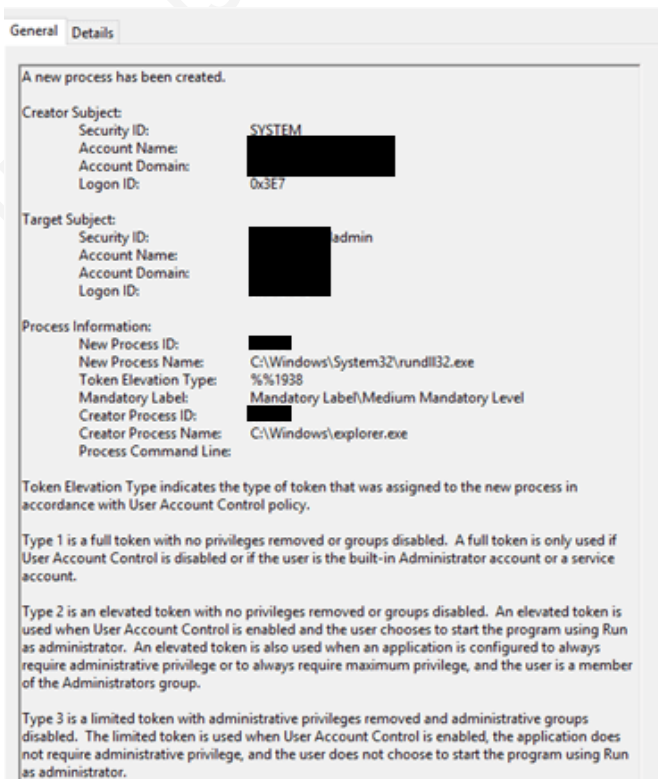 General Details
A new process has been created.
Creator Subject:
Security ID: SYSTEM
Account Name:
Account Domain:
Logon ID: 0x3E7
Target Subject:
Security ID: admin
Account Name:
Account Domain:
Logon ID:
Process Information:
New Process ID:
New Process Name: C:\Windows\System32\rundll32.exe
Token Elevation Type: %%1938
Mandatory Label: Mandatory Label\Medium Mandatory Level
Creator Process ID:
Creator Process Name: C:\Windows\explorer.exe
Process Command Line:
Token Elevation Type indicates the type of token that was assigned to the new process in
accordance with User Account Control policy.
Type 1 is a full token with no privileges removed or groups disabled. A full token is only used if
User Account Control is disabled or if the user is the built-in Administrator account or a service
account.
Type 2 is an elevated token with no privileges removed or groups disabled. An elevated token is
used when User Account Control is enabled and the user chooses to start the program using Run
as administrator. An elevated token is also used when an application is configured to always
require administrative privilege or to always require maximum privilege, and the user is a member
of the Administrators group.
Type 3 is a limited token with administrative privileges removed and administrative groups
disabled. The limited token is used when User Account Control is enabled, the application does
not require administrative privilege, and the user does not choose to start the program using Run
as administrator.